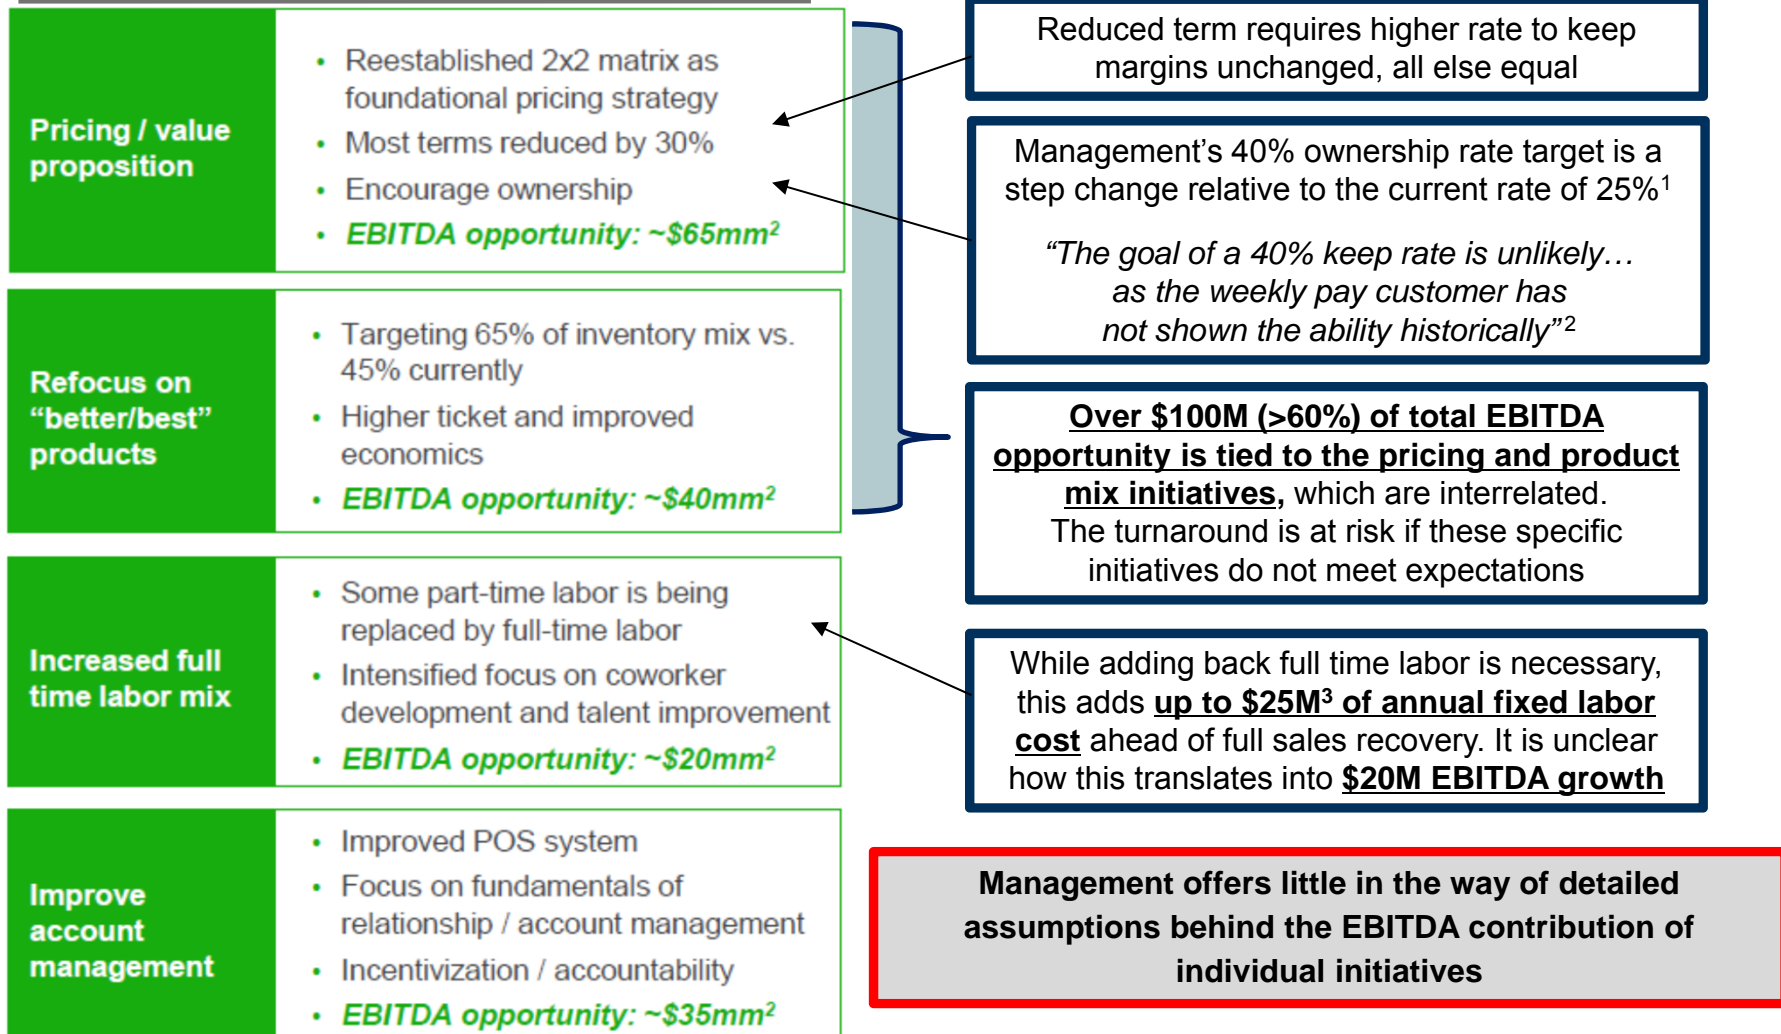 Pricing / value
proposition
• Reestablished 2x2 matrix as
foundational pricing strategy
• Most terms reduced by 30%
• Encourage ownership
• EBITDA opportunity: ~$65mm²
Refocus on
“better/best”
products
• Targeting 65% of inventory mix vs.
45% currently
• Higher ticket and improved
economics
• EBITDA opportunity: ~$40mm²
Increased full
time labor mix
• Some part-time labor is being
replaced by full-time labor
• Intensified focus on coworker
development and talent improvement
• EBITDA opportunity: ~$20mm²
Improve
account
management
• Improved POS system
• Focus on fundamentals of
relationship / account management
• Incentivization / accountability
• EBITDA opportunity: ~$35mm²
Reduced term requires higher rate to keep
margins unchanged, all else equal
Management’s 40% ownership rate target is a
step change relative to the current rate of 25%¹
“The goal of a 40% keep rate is unlikely…
as the weekly pay customer has
not shown the ability historically”²
Over $100M (>60%) of total EBITDA
opportunity is tied to the pricing and product
mix initiatives, which are interrelated.
The turnaround is at risk if these specific
initiatives do not meet expectations
While adding back full time labor is necessary,
this adds up to $25M³ of annual fixed labor
cost ahead of full sales recovery. It is unclear
how this translates into $20M EBITDA growth
Management offers little in the way of detailed
assumptions behind the EBITDA contribution of
individual initiatives